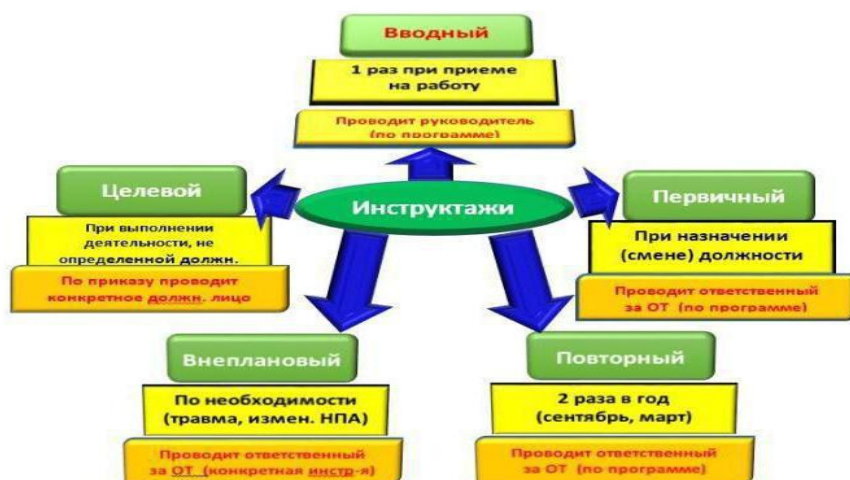 Вводный
1 раз при приеме
на работу
Проводит руководитель
(по программе)
Целевой
При выполнении
деятельности, не
определенной должн.
По приказу проводит
конкретное должн. лицо
Инструктажи
Первичный
При назначении
(смене) должности
Проводит ответственный
за ОТ (по программе)
Внеплановый
По необходимости
(травма, измен. НПА)
Проводит ответственный
за ОТ (конкретная инстр-я)
Повторный
2 раза в год
(сентябрь, март)
Проводит ответственный
за ОТ (по программе)